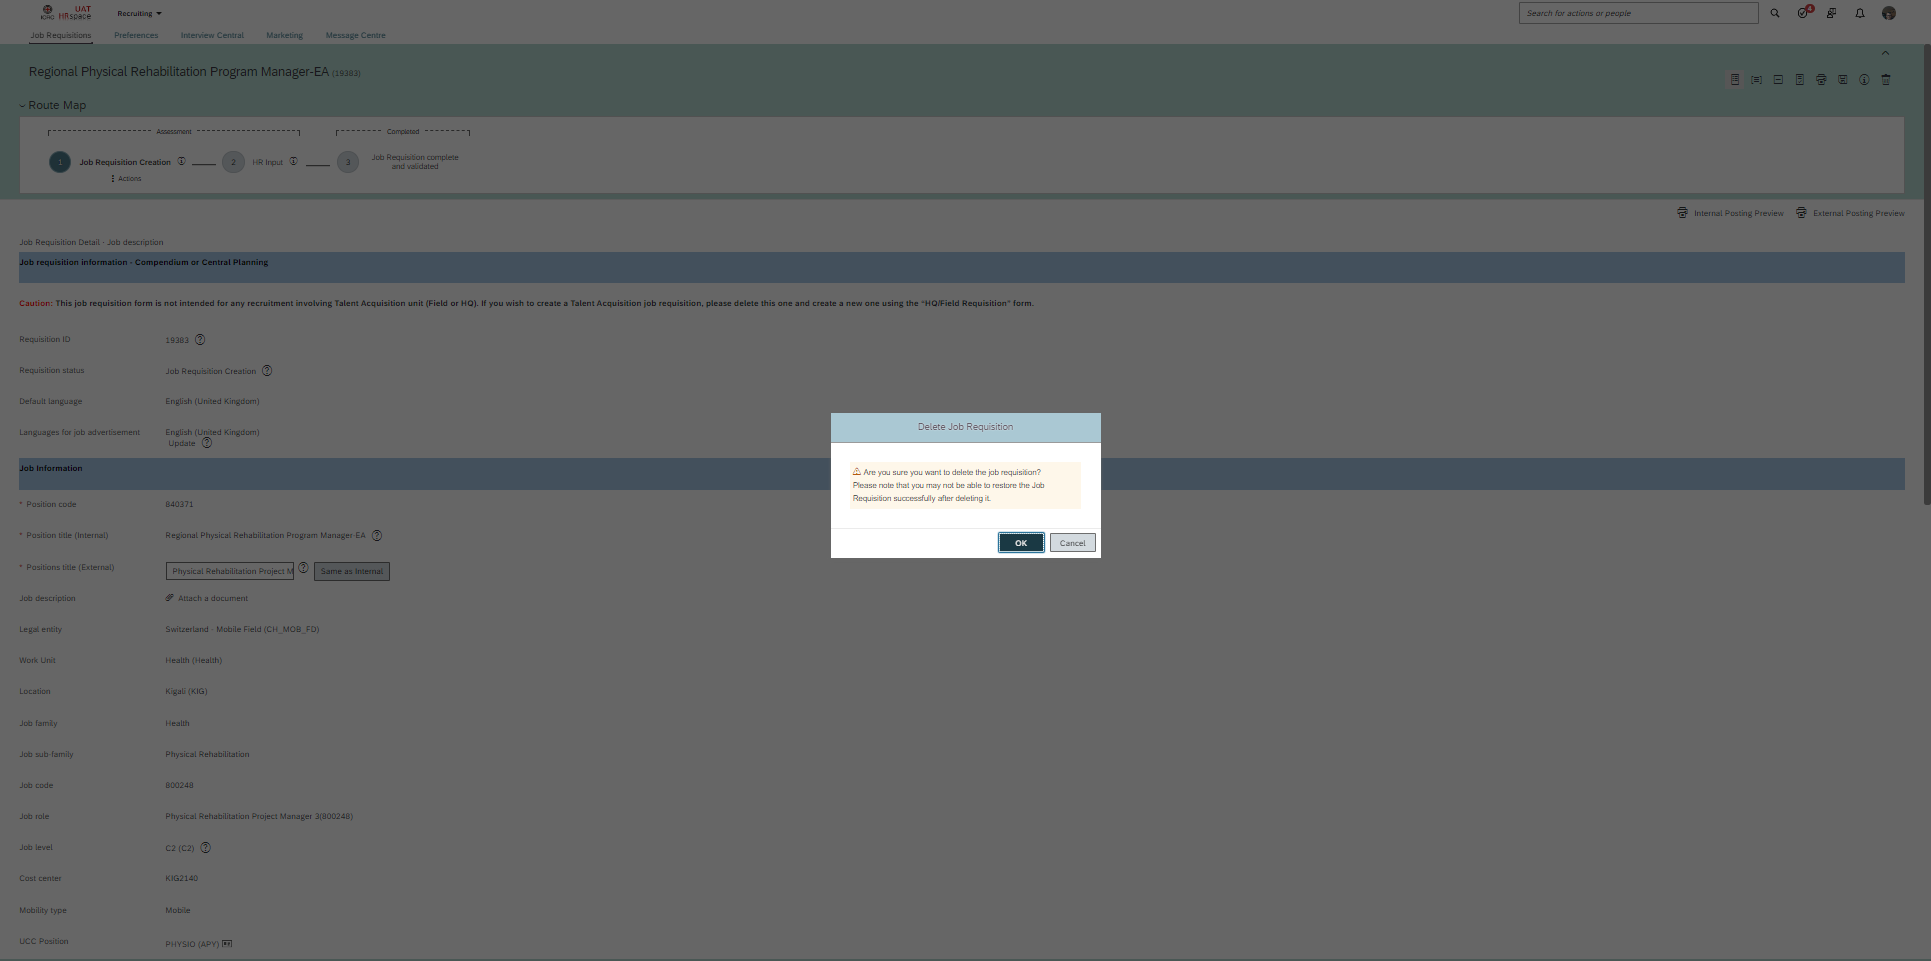 UAT
ICRC HRspace
Recruiting
Search for actions or people
4
Job Requisitions Preferences Interview Central Marketing Message Centre
Regional Physical Rehabilitation Program Manager-EA (19383)
Route Map
Assessment Completed
1 Job Requisition Creation 2 HR Input 3 Job Requisition complete
and validated
Actions
Internal Posting Preview External Posting Preview
Job Requisition Detail - Job description
Job requisition information - Compendium or Central Planning
Caution: This job requisition form is not intended for any recruitment involving Talent Acquisition unit (Field or HQ). If you wish to create a Talent Acquisition job requisition, please delete this one and create a new one using the "HQ/Field Requisition" form.
Requisition ID 19383
Requisition status Job Requisition Creation
Default language English (United Kingdom)
Languages for job advertisement English (United Kingdom)
Update
Delete Job Requisition
Are you sure you want to delete the job requisition?
Please note that you may not be able to restore the Job
Requisition successfully after deleting it.
OK Cancel
Job Information
* Position code 840371
* Position title (Internal) Regional Physical Rehabilitation Program Manager-EA
* Positions title (External) Physical Rehabilitation Project M Same as Internal
Job description Attach a document
Legal entity Switzerland - Mobile Field (CH_MOB_FD)
Work Unit Health (Health)
Location Kigali (KIG)
Job family Health
Job sub-family Physical Rehabilitation
Job code 800248
Job role Physical Rehabilitation Project Manager 3(800248)
Job level C2 (C2)
Cost center KIG2140
Mobility type Mobile
UCC Position PHYSIO (APY)